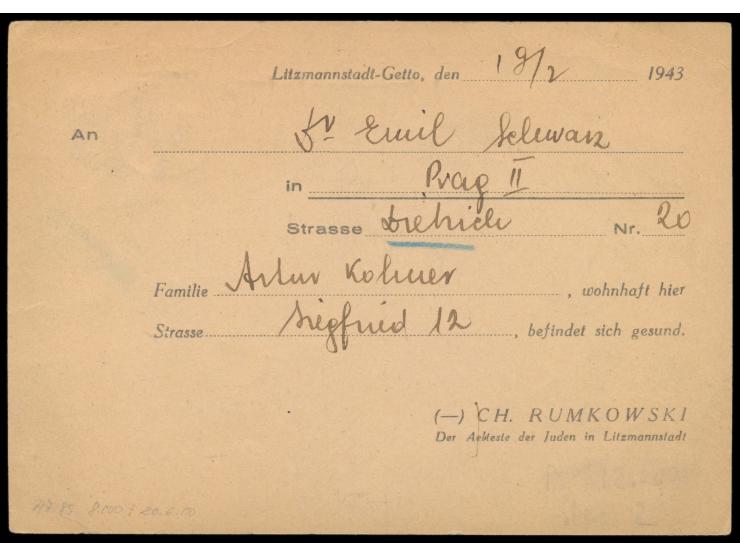 Litzmannstadt-Getto, den 19/2 1943
An Dr Emil Schwarz
in Prag II
Strasse Dietrich Nr. 20
Familie Artur Kohner, wohnhaft hier
Strasse Siegfried 12, befindet sich gesund.
(—) CH. RUMKOWSKI
Der Aelteste der Juden in Litzmannstadt